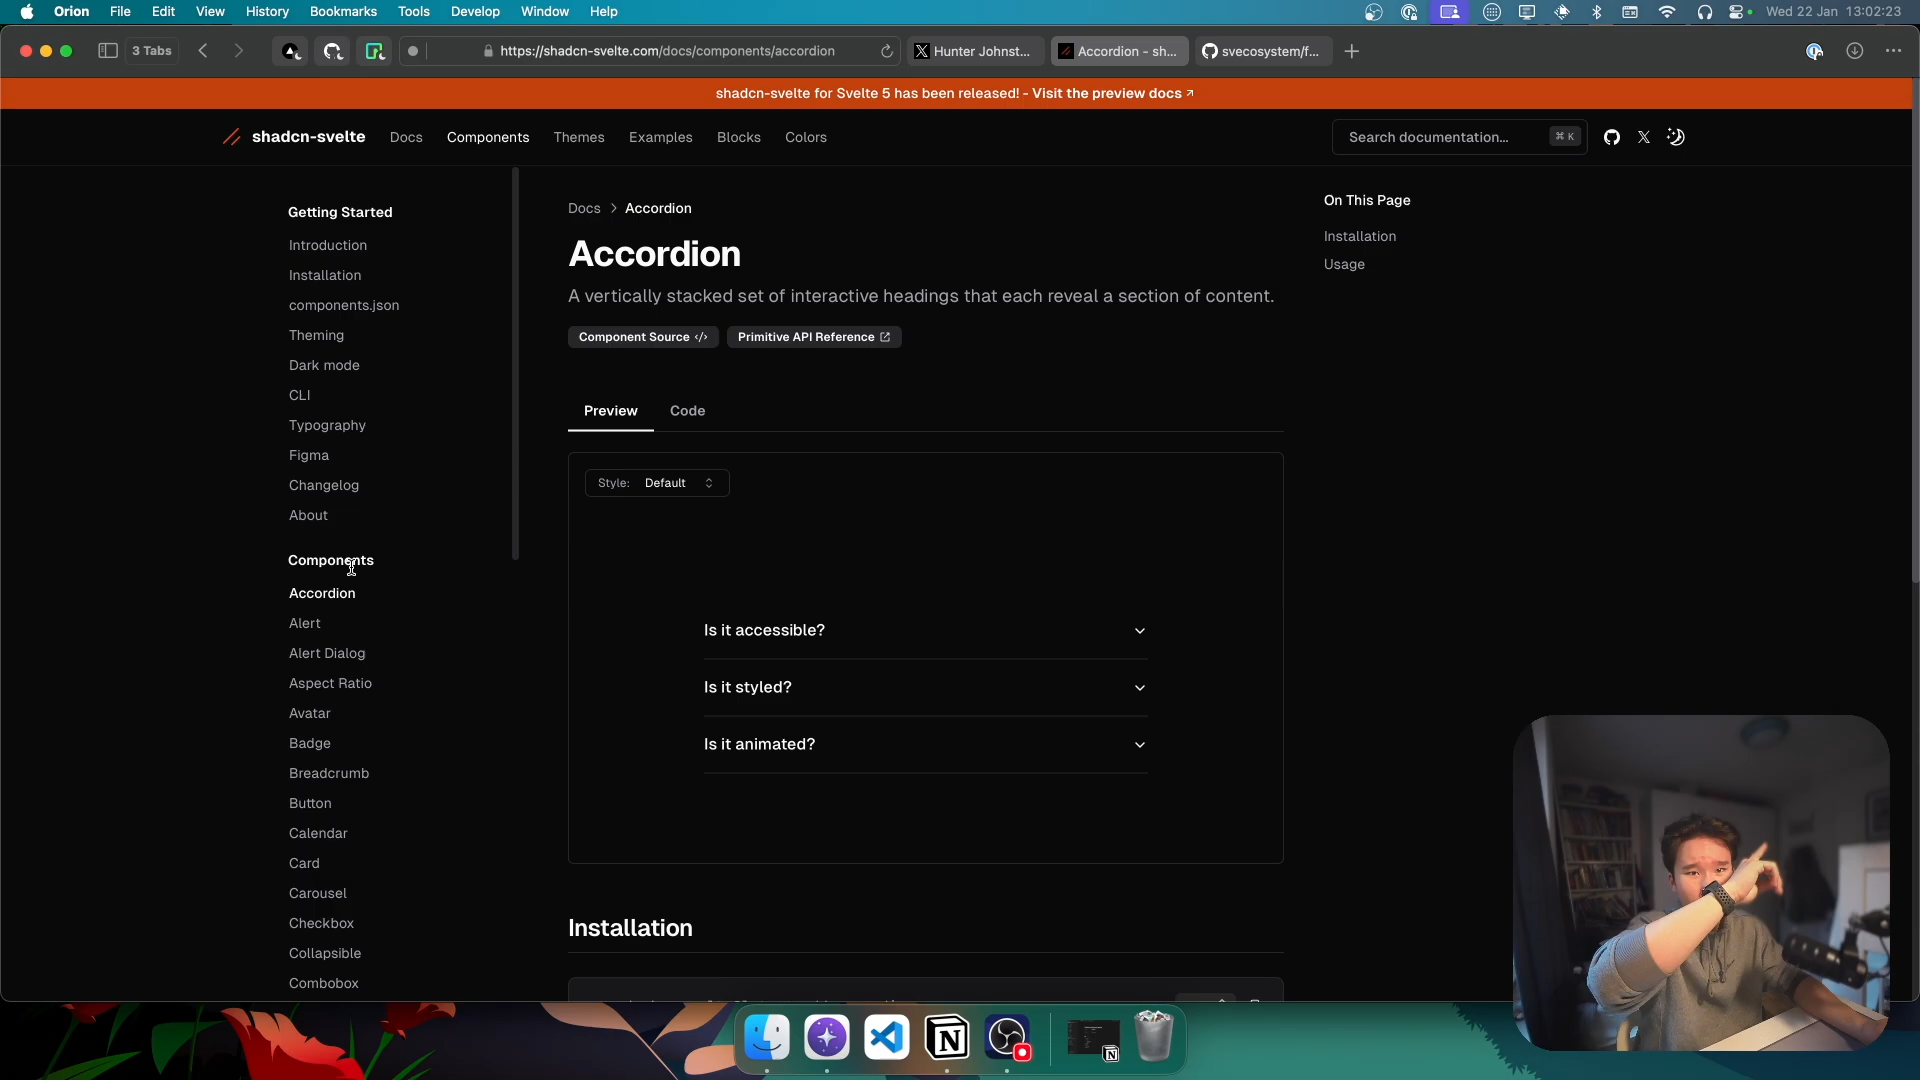 Orion File Edit View History Bookmarks Tools Develop Window Help Wed 22 Jan 13:02:23
3 Tabs https://shadcn-svelte.com/docs/components/accordion Hunter Johnst... Accordion - sh... svecosystem/f...
shadcn-svelte for Svelte 5 has been released! - Visit the preview docs
shadcn-svelte Docs Components Themes Examples Blocks Colors Search documentation... ⌘ K
Getting Started
Introduction
Installation
components.json
Theming
Dark mode
CLI
Typography
Figma
Changelog
About
Components
Accordion
Alert
Alert Dialog
Aspect Ratio
Avatar
Badge
Breadcrumb
Button
Calendar
Card
Carousel
Checkbox
Collapsible
Combobox
Docs > Accordion
Accordion
A vertically stacked set of interactive headings that each reveal a section of content.
Component Source </> Primitive API Reference
Preview Code
Style: Default
Is it accessible?
Is it styled?
Is it animated?
Installation
On This Page
Installation
Usage